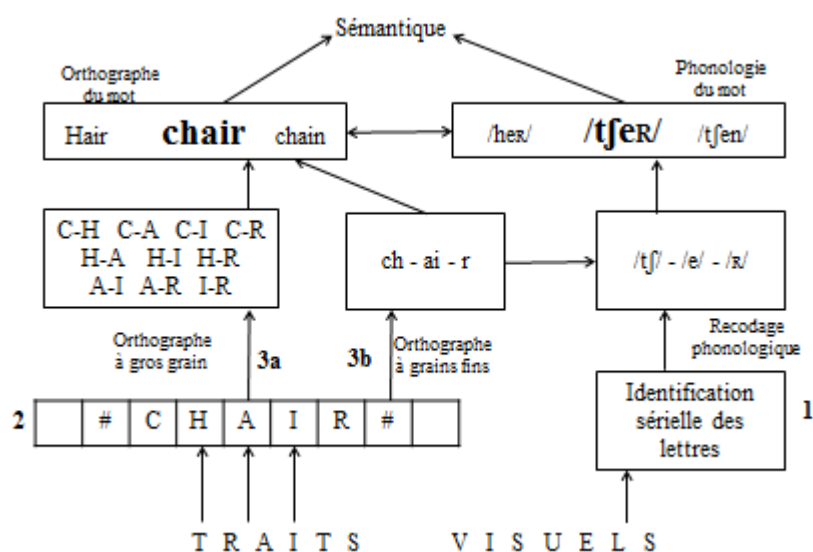 Sémantique
Orthographe
du mot
Phonologie
du mot
Hair chair chain
/heʀ/ /tʃeʀ/ /tʃen/
C-H C-A C-I C-R
H-A H-I H-R
A-I A-R I-R
ch - ai - r
/tʃ/ - /e/ - /ʀ/
Orthographe
à gros grain
3a
3b
Orthographe
à grains fins
Recodage
phonologique
2
# C H A I R #
Identification
sérielle des
lettres
1
T R A I T S V I S U E L S